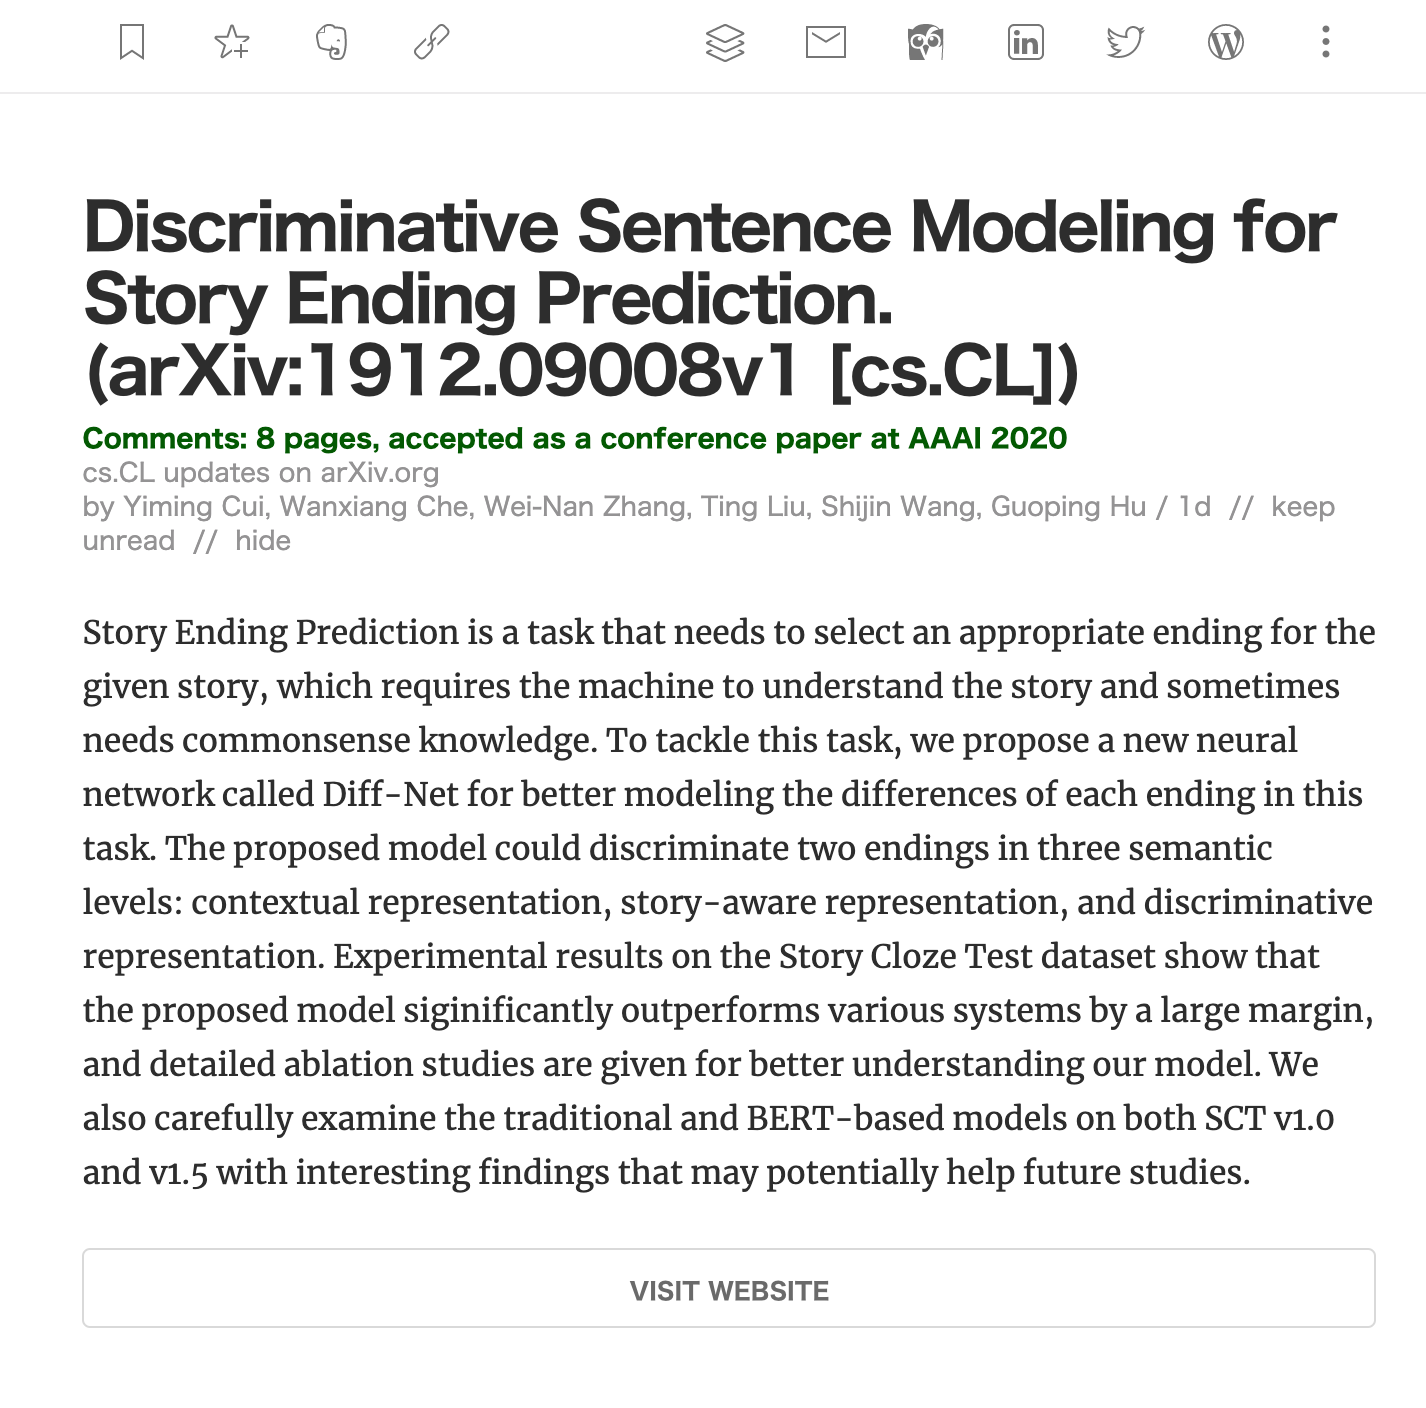 Discriminative Sentence Modeling for
Story Ending Prediction.
(arXiv:1912.09008v1 [cs.CL])
Comments: 8 pages, accepted as a conference paper at AAAI 2020
cs.CL updates on arXiv.org
by Yiming Cui, Wanxiang Che, Wei-Nan Zhang, Ting Liu, Shijin Wang, Guoping Hu / 1d // keep
unread // hide
Story Ending Prediction is a task that needs to select an appropriate ending for the
given story, which requires the machine to understand the story and sometimes
needs commonsense knowledge. To tackle this task, we propose a new neural
network called Diff-Net for better modeling the differences of each ending in this
task. The proposed model could discriminate two endings in three semantic
levels: contextual representation, story-aware representation, and discriminative
representation. Experimental results on the Story Cloze Test dataset show that
the proposed model siginificantly outperforms various systems by a large margin,
and detailed ablation studies are given for better understanding our model. We
also carefully examine the traditional and BERT-based models on both SCT v1.0
and v1.5 with interesting findings that may potentially help future studies.
VISIT WEBSITE